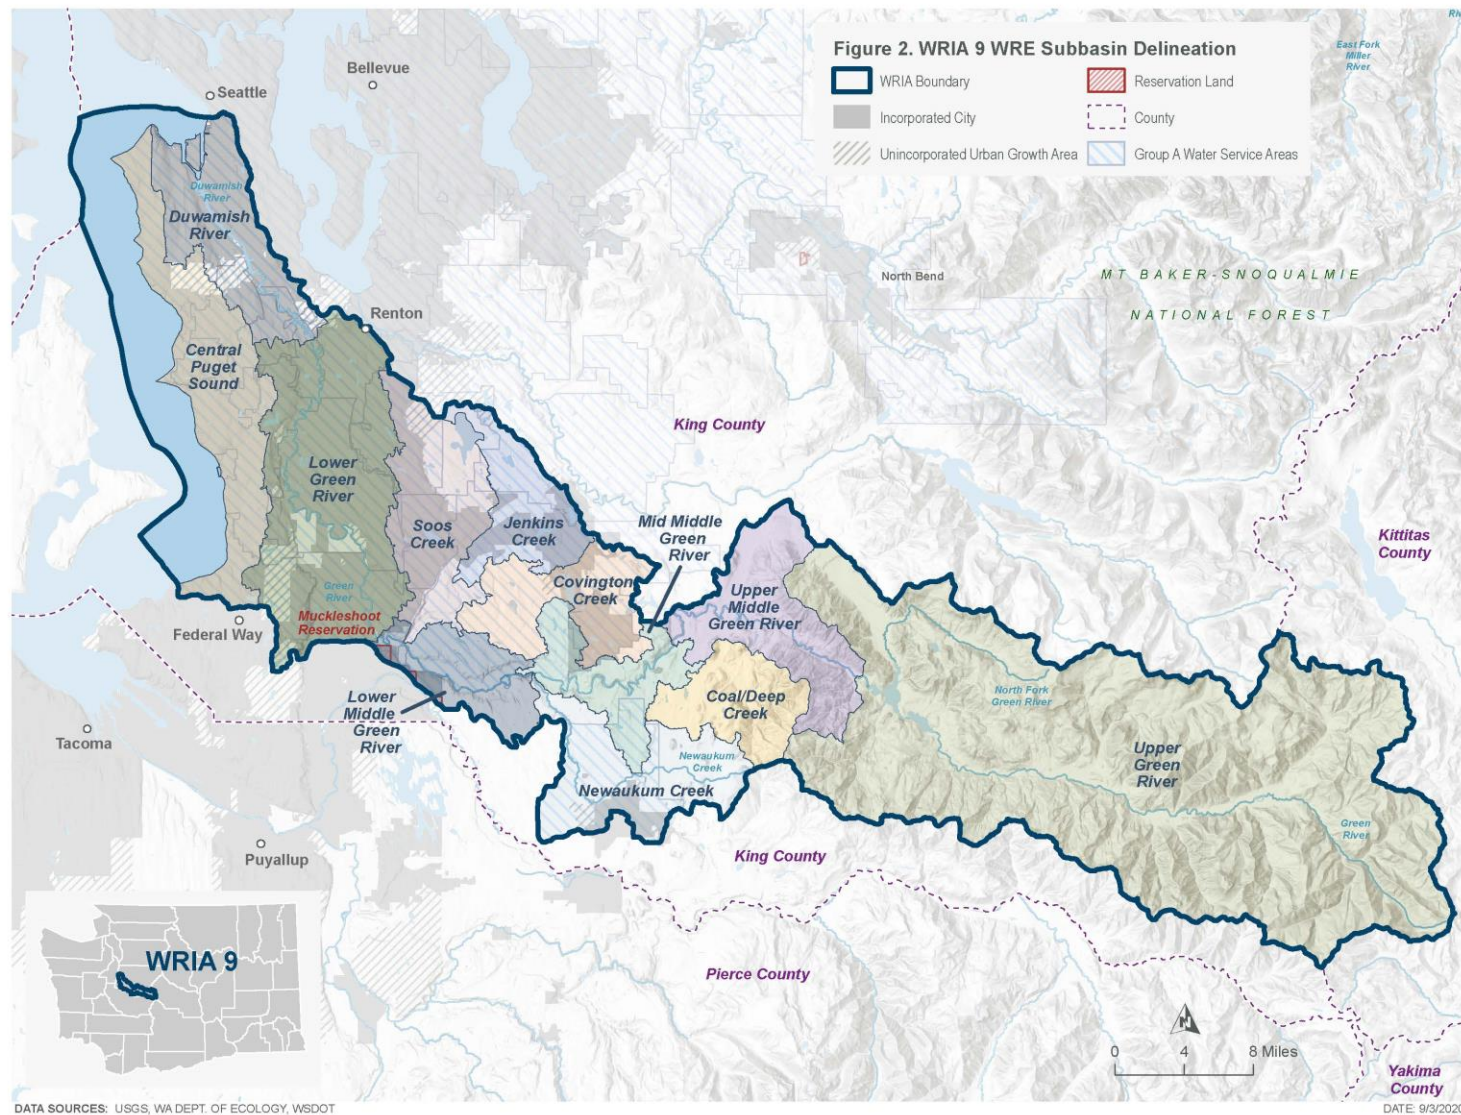 Figure 2. WRIA 9 WRE Subbasin Delineation
WRIA Boundary
Reservation Land
Incorporated City
County
Unincorporated Urban Growth Area
Group A Water Service Areas
East Fork
Miller
River
Bellevue
Seattle
Duwamish
River
Duwamish
River
North Bend
MT BAKER-SNOQUALMIE
NATIONAL FOREST
Renton
Central
Puget
Sound
King County
Lower
Green
River
Soos
Creek
Jenkins
Creek
Mid Middle
Green
River
Kittitas
County
Covington
Creek
Upper
Middle
Green River
Green
River
Muckleshoot
Reservation
Federal Way
Lower
Middle
Green
River
Coal/Deep
Creek
North Fork
Green River
Upper
Green
River
Tacoma
Newaukum
Creek
Newaukum Creek
Green
River
King County
Puyallup
Pierce County
WRIA 9
N
0 4 8 Miles
Yakima
County
DATA SOURCES: USGS, WA DEPT. OF ECOLOGY, WSDOT
DATE: 9/3/2020